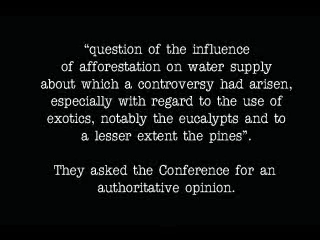 “question of the influence
of afforestation on water supply
about which a controversy had arisen,
especially with regard to the use of
exotics, notably the eucalypts and to
a lesser extent the pines”.
They asked the Conference for an
authoritative opinion.